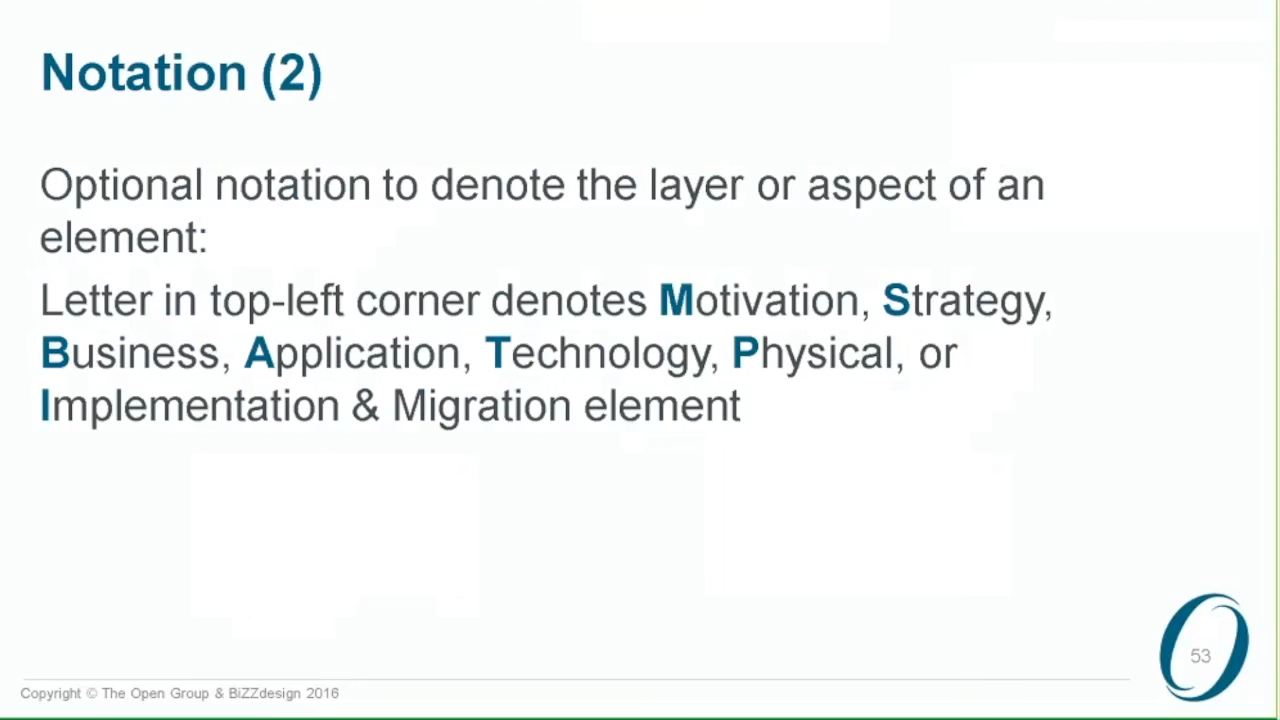 Notation (2)
Optional notation to denote the layer or aspect of an
element:
Letter in top-left corner denotes Motivation, Strategy,
Business, Application, Technology, Physical, or
Implementation & Migration element
53
Copyright © The Open Group & BiZZdesign 2016